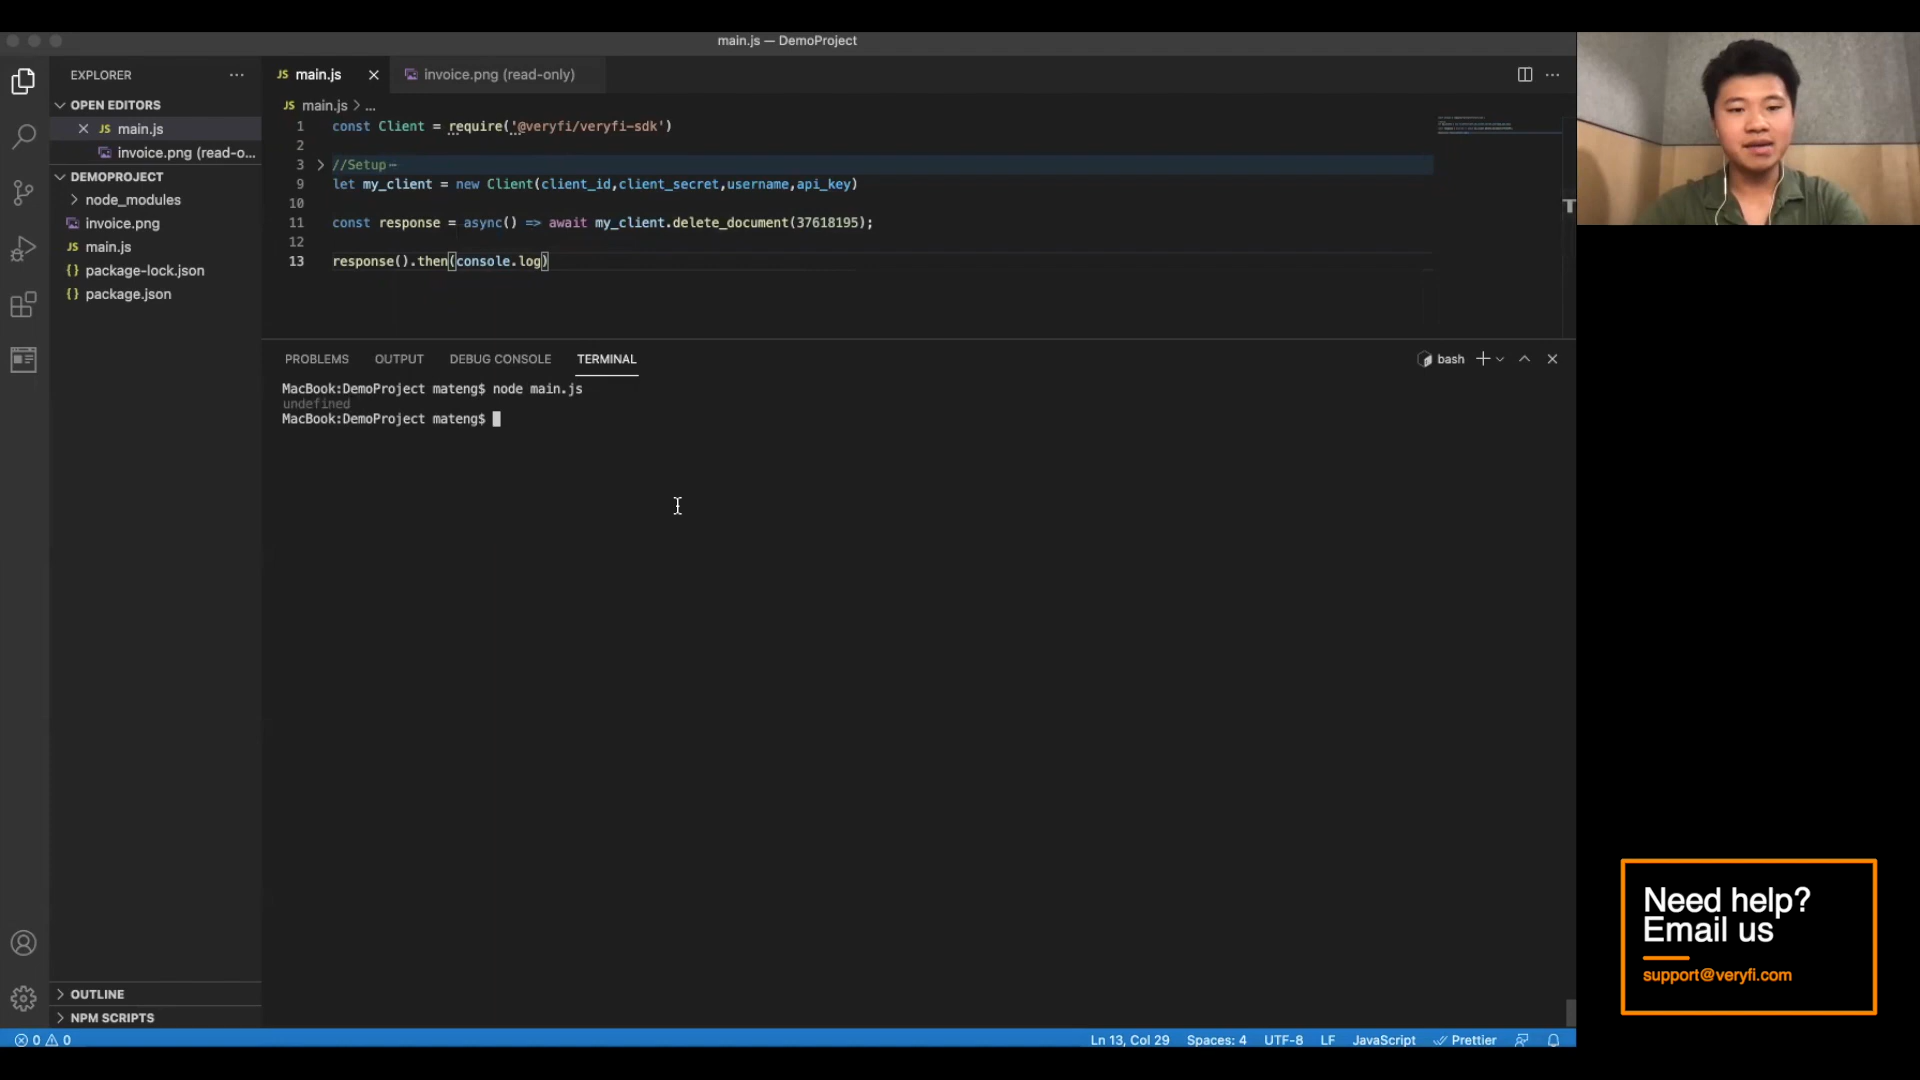 main.js — DemoProject
EXPLORER
OPEN EDITORS
JS main.js
invoice.png (read-o...
DEMOPROJECT
node_modules
invoice.png
JS main.js
{} package-lock.json
{} package.json
OUTLINE
NPM SCRIPTS
JS main.js
invoice.png (read-only)
JS main.js > ...
1 const Client = require('@veryfi/veryfi-sdk')
2
3 //Setup⋯
9 let my_client = new Client(client_id,client_secret,username,api_key)
10
11 const response = async() => await my_client.delete_document(37618195);
12
13 response().then(console.log)
PROBLEMS OUTPUT DEBUG CONSOLE TERMINAL
bash
MacBook:DemoProject mateng$ node main.js
undefined
MacBook:DemoProject mateng$
0 0
Ln 13, Col 29 Spaces: 4 UTF-8 LF JavaScript Prettier
Need help?
Email us
support@veryfi.com